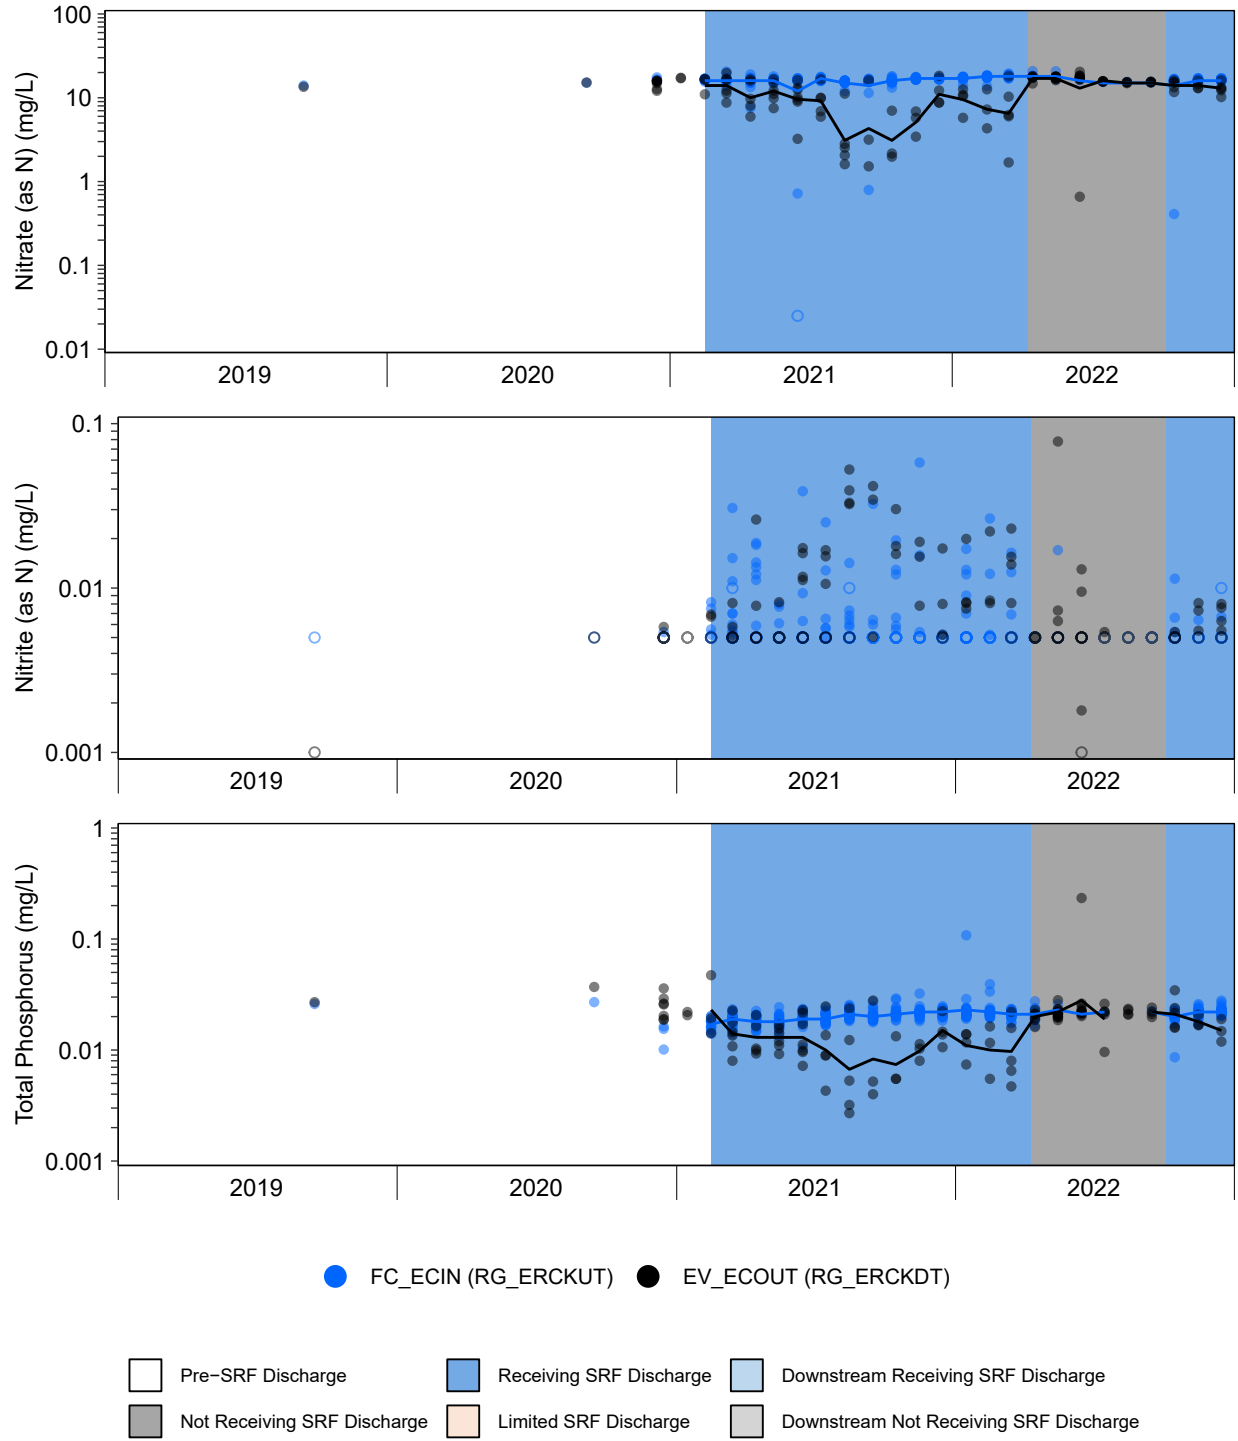 Nitrate (as N) (mg/L)
100
10
1
0.1
0.01
2019 2020 2021 2022
Nitrite (as N) (mg/L)
0.1
0.01
0.001
2019 2020 2021 2022
Total Phosphorus (mg/L)
1
0.1
0.01
0.001
2019 2020 2021 2022
FC_ECIN (RG_ERCKUT) EV_ECOUT (RG_ERCKDT)
Pre−SRF Discharge Receiving SRF Discharge Downstream Receiving SRF Discharge
Not Receiving SRF Discharge Limited SRF Discharge Downstream Not Receiving SRF Discharge